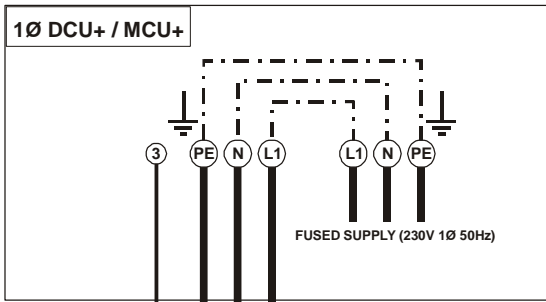 1Ø DCU+ / MCU+
3 PE N L1 L1 N PE
FUSED SUPPLY (230V 1Ø 50Hz)